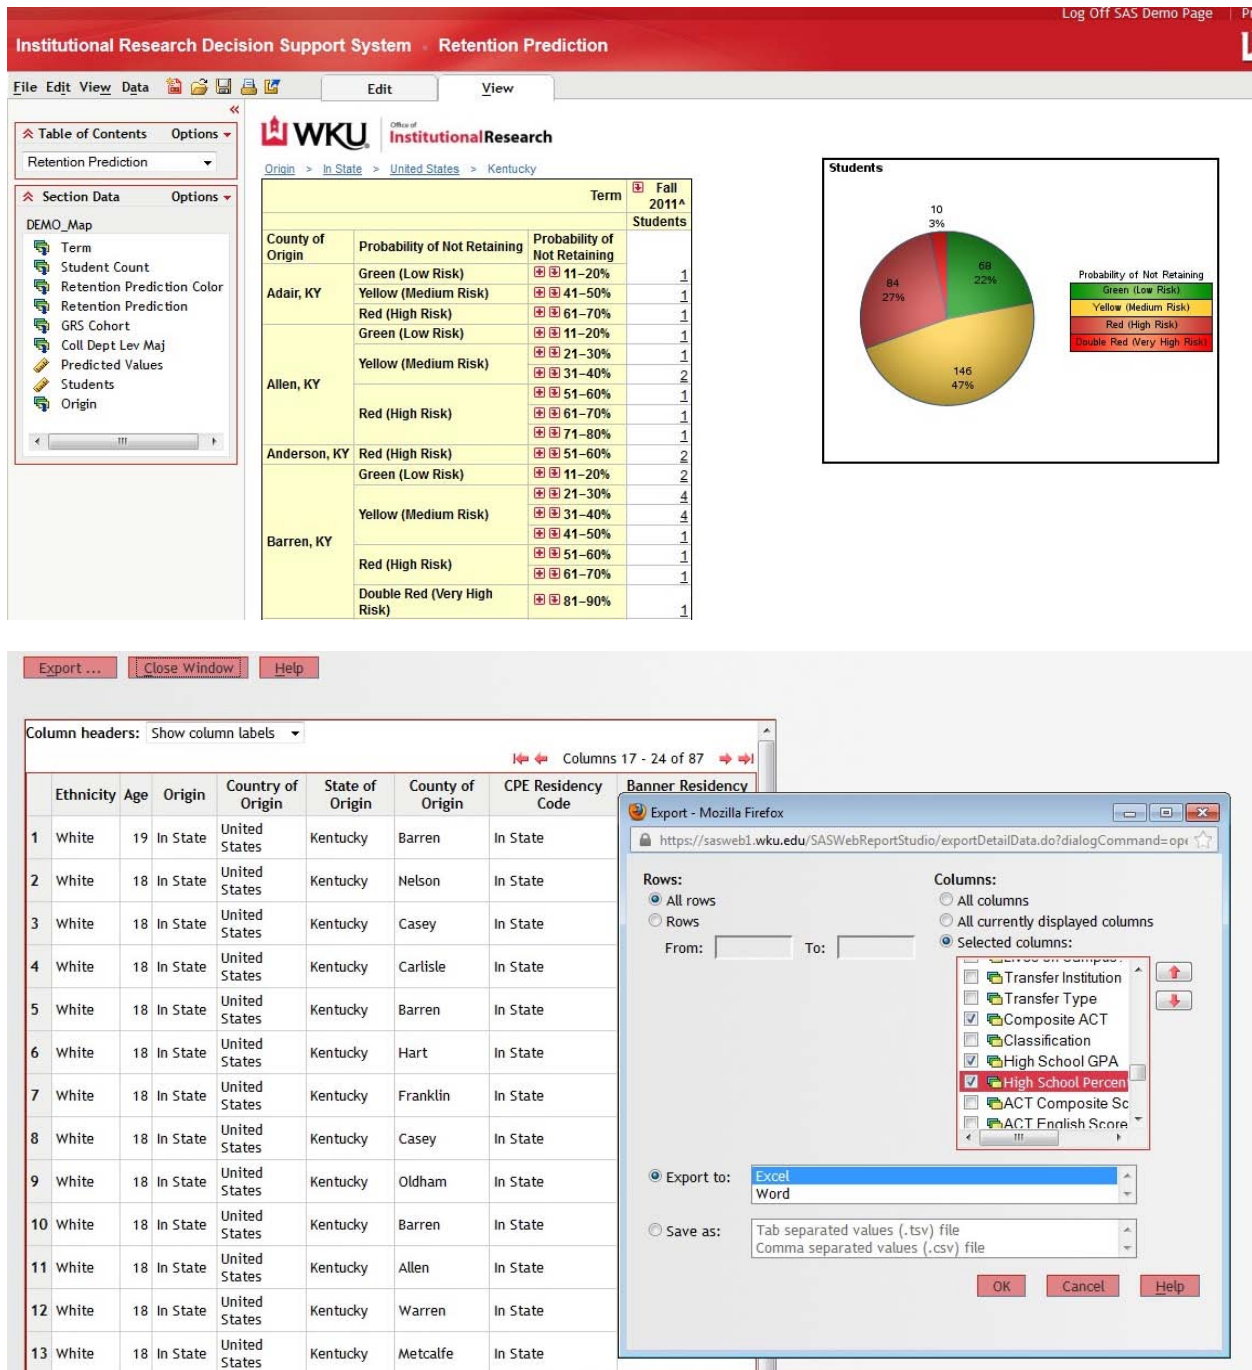 Log Off SAS Demo Page
Institutional Research Decision Support System - Retention Prediction
File Edit View Data
Edit View
Table of Contents Options
Retention Prediction
Section Data Options
DEMO_Map
Term
Student Count
Retention Prediction Color
Retention Prediction
GRS Cohort
Coll Dept Lev Maj
Predicted Values
Students
Origin
WKU Office of
InstitutionalResearch
Origin > In State > United States > Kentucky
Term Fall
2011^
Students
County of Origin Probability of Not Retaining Probability of Not Retaining
Adair, KY Green (Low Risk) 11-20% 1
Yellow (Medium Risk) 41-50% 1
Red (High Risk) 61-70% 1
Allen, KY Green (Low Risk) 11-20% 1
Yellow (Medium Risk) 21-30% 1
31-40% 2
Red (High Risk) 51-60% 1
61-70% 1
71-80% 1
Anderson, KY Red (High Risk) 51-60% 2
Barren, KY Green (Low Risk) 11-20% 2
Yellow (Medium Risk) 21-30% 4
31-40% 4
41-50% 1
Red (High Risk) 51-60% 1
61-70% 1
Double Red (Very High Risk) 81-90% 1
Students
10
3%
68
22%
84
27%
146
47%
Probability of Not Retaining
Green (Low Risk)
Yellow (Medium Risk)
Red (High Risk)
Double Red (Very High Risk)
Export ... Close Window Help
Column headers: Show column labels
Columns 17 - 24 of 87
Ethnicity Age Origin Country of Origin State of Origin County of Origin CPE Residency Code Banner Residency
1 White 19 In State United States Kentucky Barren In State
2 White 18 In State United States Kentucky Nelson In State
3 White 18 In State United States Kentucky Casey In State
4 White 18 In State United States Kentucky Carlisle In State
5 White 18 In State United States Kentucky Barren In State
6 White 18 In State United States Kentucky Hart In State
7 White 18 In State United States Kentucky Franklin In State
8 White 18 In State United States Kentucky Casey In State
9 White 18 In State United States Kentucky Oldham In State
10 White 18 In State United States Kentucky Barren In State
11 White 18 In State United States Kentucky Allen In State
12 White 18 In State United States Kentucky Warren In State
13 White 18 In State United States Kentucky Metcalfe In State
Export - Mozilla Firefox
https://sasweb1.wku.edu/SASWebReportStudio/exportDetailData.do?dialogCommand=ope
Rows:
All rows
Rows
From: To:
Columns:
All columns
All currently displayed columns
Selected columns:
Transfer Institution
Transfer Type
Composite ACT
Classification
High School GPA
High School Percen
ACT Composite Sc
ACT English Score
Export to: Excel
Word
Save as: Tab separated values (.tsv) file
Comma separated values (.csv) file
OK Cancel Help